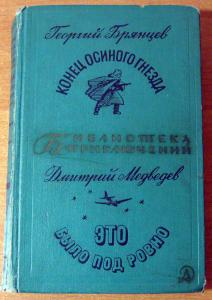 Георгий Брянцев
КОНЕЦ ОСИНОГО ГНЕЗДА
БИБЛИОТЕКА
ПРИКЛЮЧЕНИЙ
Дмитрий Медведев
ЭТО
БЫЛО ПОД РОВНО